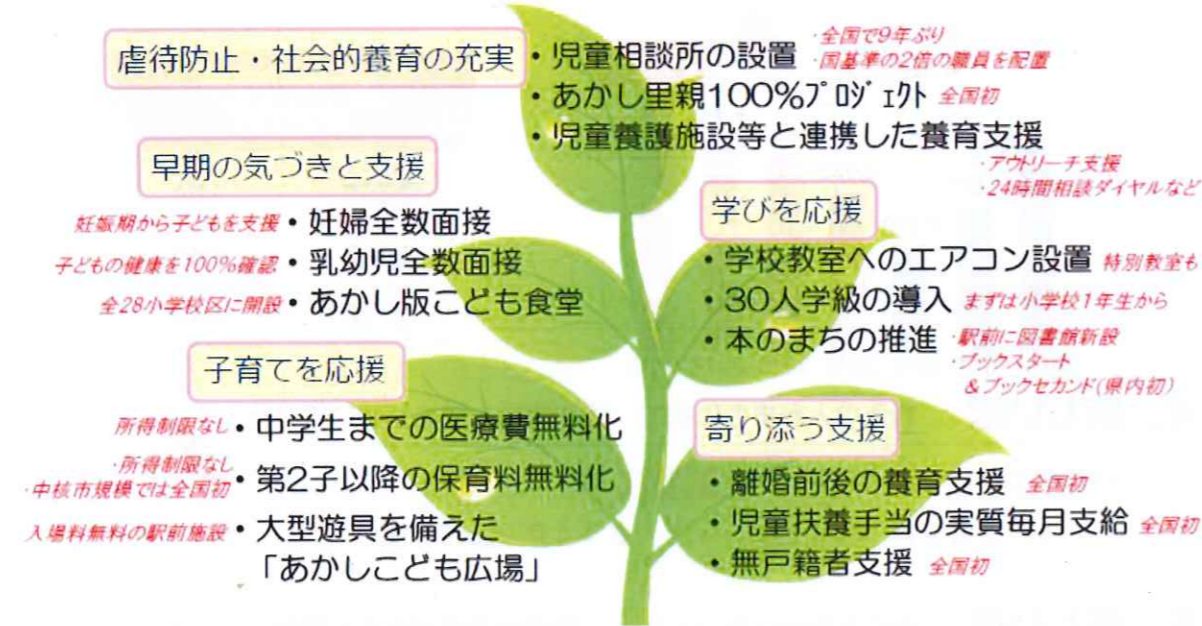 虐待防止・社会的養育の充実
・児童相談所の設置
・全国で9年ぶり
・国基準の2倍の職員を配置
・あかし里親100%プロジェクト 全国初
・児童養護施設等と連携した養育支援
・アウトリーチ支援
・24時間相談ダイヤルなど
早期の気づきと支援
妊娠期から子どもを支援・妊婦全数面接
子どもの健康を100%確認・乳幼児全数面接
全28小学校区に開設・あかし版こども食堂
学びを応援
・学校教室へのエアコン設置 特別教室も
・30人学級の導入 まずは小学校1年生から
・本のまちの推進
・駅前に図書館新設
・ブックスタート
&ブックセカンド(県内初)
子育てを応援
所得制限なし・中学生までの医療費無料化
・所得制限なし
・中核市規模では全国初
・第2子以降の保育料無料化
入場料無料の駅前施設・大型遊具を備えた
「あかしこども広場」
寄り添う支援
・離婚前後の養育支援 全国初
・児童扶養手当の実質毎月支給 全国初
・無戸籍者支援 全国初